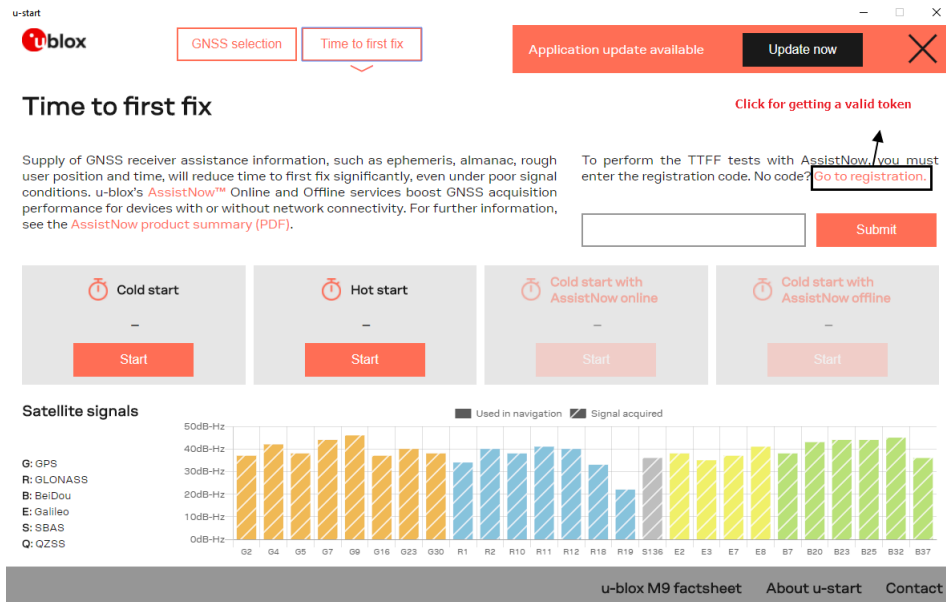 u-start
ublox
GNSS selection
Time to first fix
Application update available
Update now
Time to first fix
Click for getting a valid token
Supply of GNSS receiver assistance information, such as ephemeris, almanac, rough
user position and time, will reduce time to first fix significantly, even under poor signal
conditions. u-blox's AssistNow™ Online and Offline services boost GNSS acquisition
performance for devices with or without network connectivity. For further information,
see the AssistNow product summary (PDF).
To perform the TTFF tests with AssistNow, you must
enter the registration code. No code? Go to registration.
Submit
Cold start
–
Start
Hot start
–
Start
Cold start with
AssistNow online
–
Start
Cold start with
AssistNow offline
–
Start
Satellite signals
Used in navigation
Signal acquired
G: GPS
R: GLONASS
B: BeiDou
E: Galileo
S: SBAS
Q: QZSS
50dB-Hz
40dB-Hz
30dB-Hz
20dB-Hz
10dB-Hz
0dB-Hz
G2 G4 G5 G7 G9 G16 G23 G30 R1 R2 R10 R11 R12 R18 R19 S136 E2 E3 E7 E8 B7 B20 B23 B25 B32 B37
u-blox M9 factsheet
About u-start
Contact